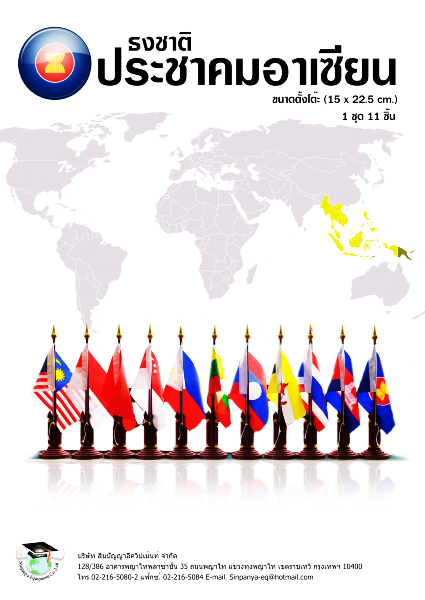 ธงชาติ
ประชาคมอาเซียน
ขนาดตั้งโต๊ะ (15 x 22.5 cm.)
1 ชุด 11 ชิ้น
บริษัท สินปัญญาอีควิปเม้นท์ จำกัด
128/386 อาคารพญาไทพลาซ่าชั้น 35 ถนนพญาไท แขวงทุ่งพญาไท เขตราชเทวี กรุงเทพฯ 10400
โทร.02-216-5080-2 แฟ็กซ์. 02-216-5084 E-mail. Sinpanya-eq@hotmail.com